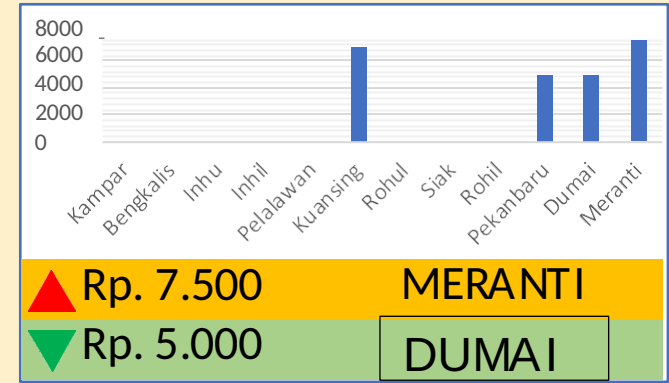 8000
6000
4000
2000
0
Kampar Bengkalis Inhu Inhil Pelalawan Kuansing Rohul Siak Rohil Pekanbaru Dumai Meranti
Rp. 7.500 MERANTI
Rp. 5.000 DUMAI